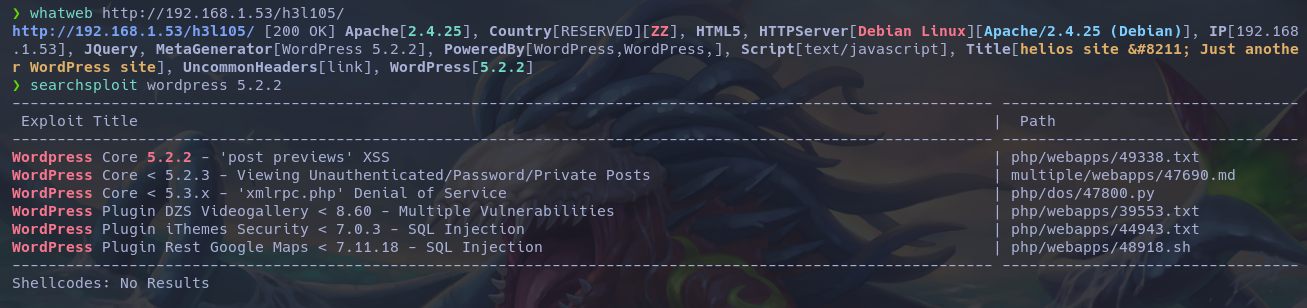 ❯ whatweb http://192.168.1.53/h3l105/
http://192.168.1.53/h3l105/ [200 OK] Apache[2.4.25], Country[RESERVED][ZZ], HTML5, HTTPServer[Debian Linux][Apache/2.4.25 (Debian)], IP[192.168
.1.53], JQuery, MetaGenerator[WordPress 5.2.2], PoweredBy[WordPress,WordPress,], Script[text/javascript], Title[helios site &#8211; Just anothe
r WordPress site], UncommonHeaders[link], WordPress[5.2.2]
❯ searchsploit wordpress 5.2.2
------------------------------------------------------------------------------------------------------------- ---------------------------------
Exploit Title | Path
------------------------------------------------------------------------------------------------------------- ---------------------------------
Wordpress Core 5.2.2 - 'post previews' XSS | php/webapps/49338.txt
WordPress Core < 5.2.3 - Viewing Unauthenticated/Password/Private Posts | multiple/webapps/47690.md
WordPress Core < 5.3.x - 'xmlrpc.php' Denial of Service | php/dos/47800.py
WordPress Plugin DZS Videogallery < 8.60 - Multiple Vulnerabilities | php/webapps/39553.txt
WordPress Plugin iThemes Security < 7.0.3 - SQL Injection | php/webapps/44943.txt
WordPress Plugin Rest Google Maps < 7.11.18 - SQL Injection | php/webapps/48918.sh
------------------------------------------------------------------------------------------------------------- ---------------------------------
Shellcodes: No Results